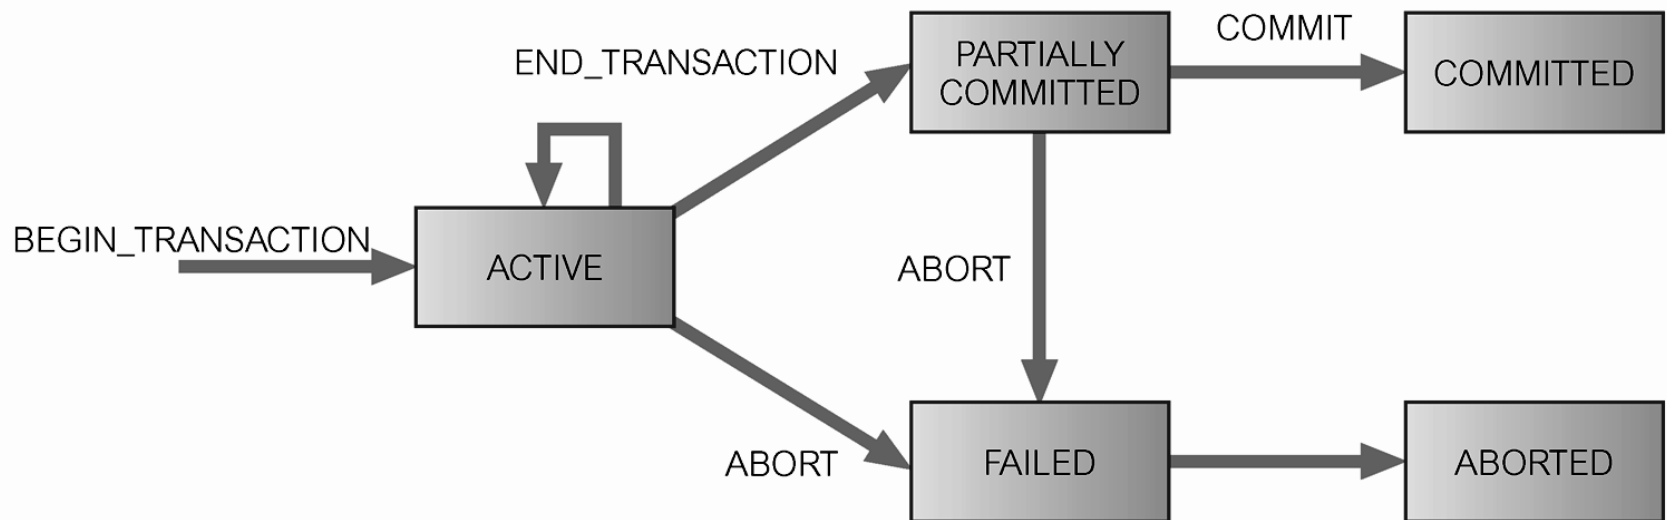 COMMIT
END_TRANSACTION
PARTIALLY
COMMITTED
COMMITTED
BEGIN_TRANSACTION
ACTIVE
ABORT
ABORT
FAILED
ABORTED